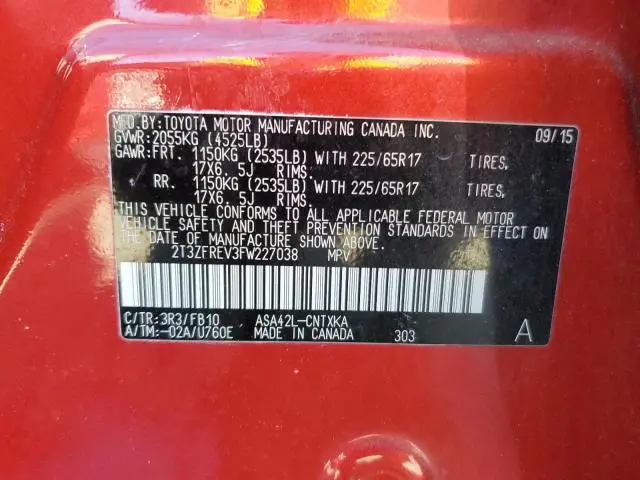 MFD.BY:TOYOTA MOTOR MANUFACTURING CANADA INC. 09/15
GVWR:2055KG (4525LB)
GAWR:FRT. 1150KG (2535LB) WITH 225/65R17 TIRES,
17X6. 5J RIMS.
RR. 1150KG (2535LB) WITH 225/65R17 TIRES,
17X6. 5J RIMS.
THIS VEHICLE CONFORMS TO ALL APPLICABLE FEDERAL MOTOR
VEHICLE SAFETY AND THEFT PREVENTION STANDARDS IN EFFECT ON
THE DATE OF MANUFACTURE SHOWN ABOVE.
2T3ZFREV3FW227038 MPV
C/TR:3R3/FB10 ASA42L-CNTXKA
A/TM:-02A/U760E MADE IN CANADA 303 A